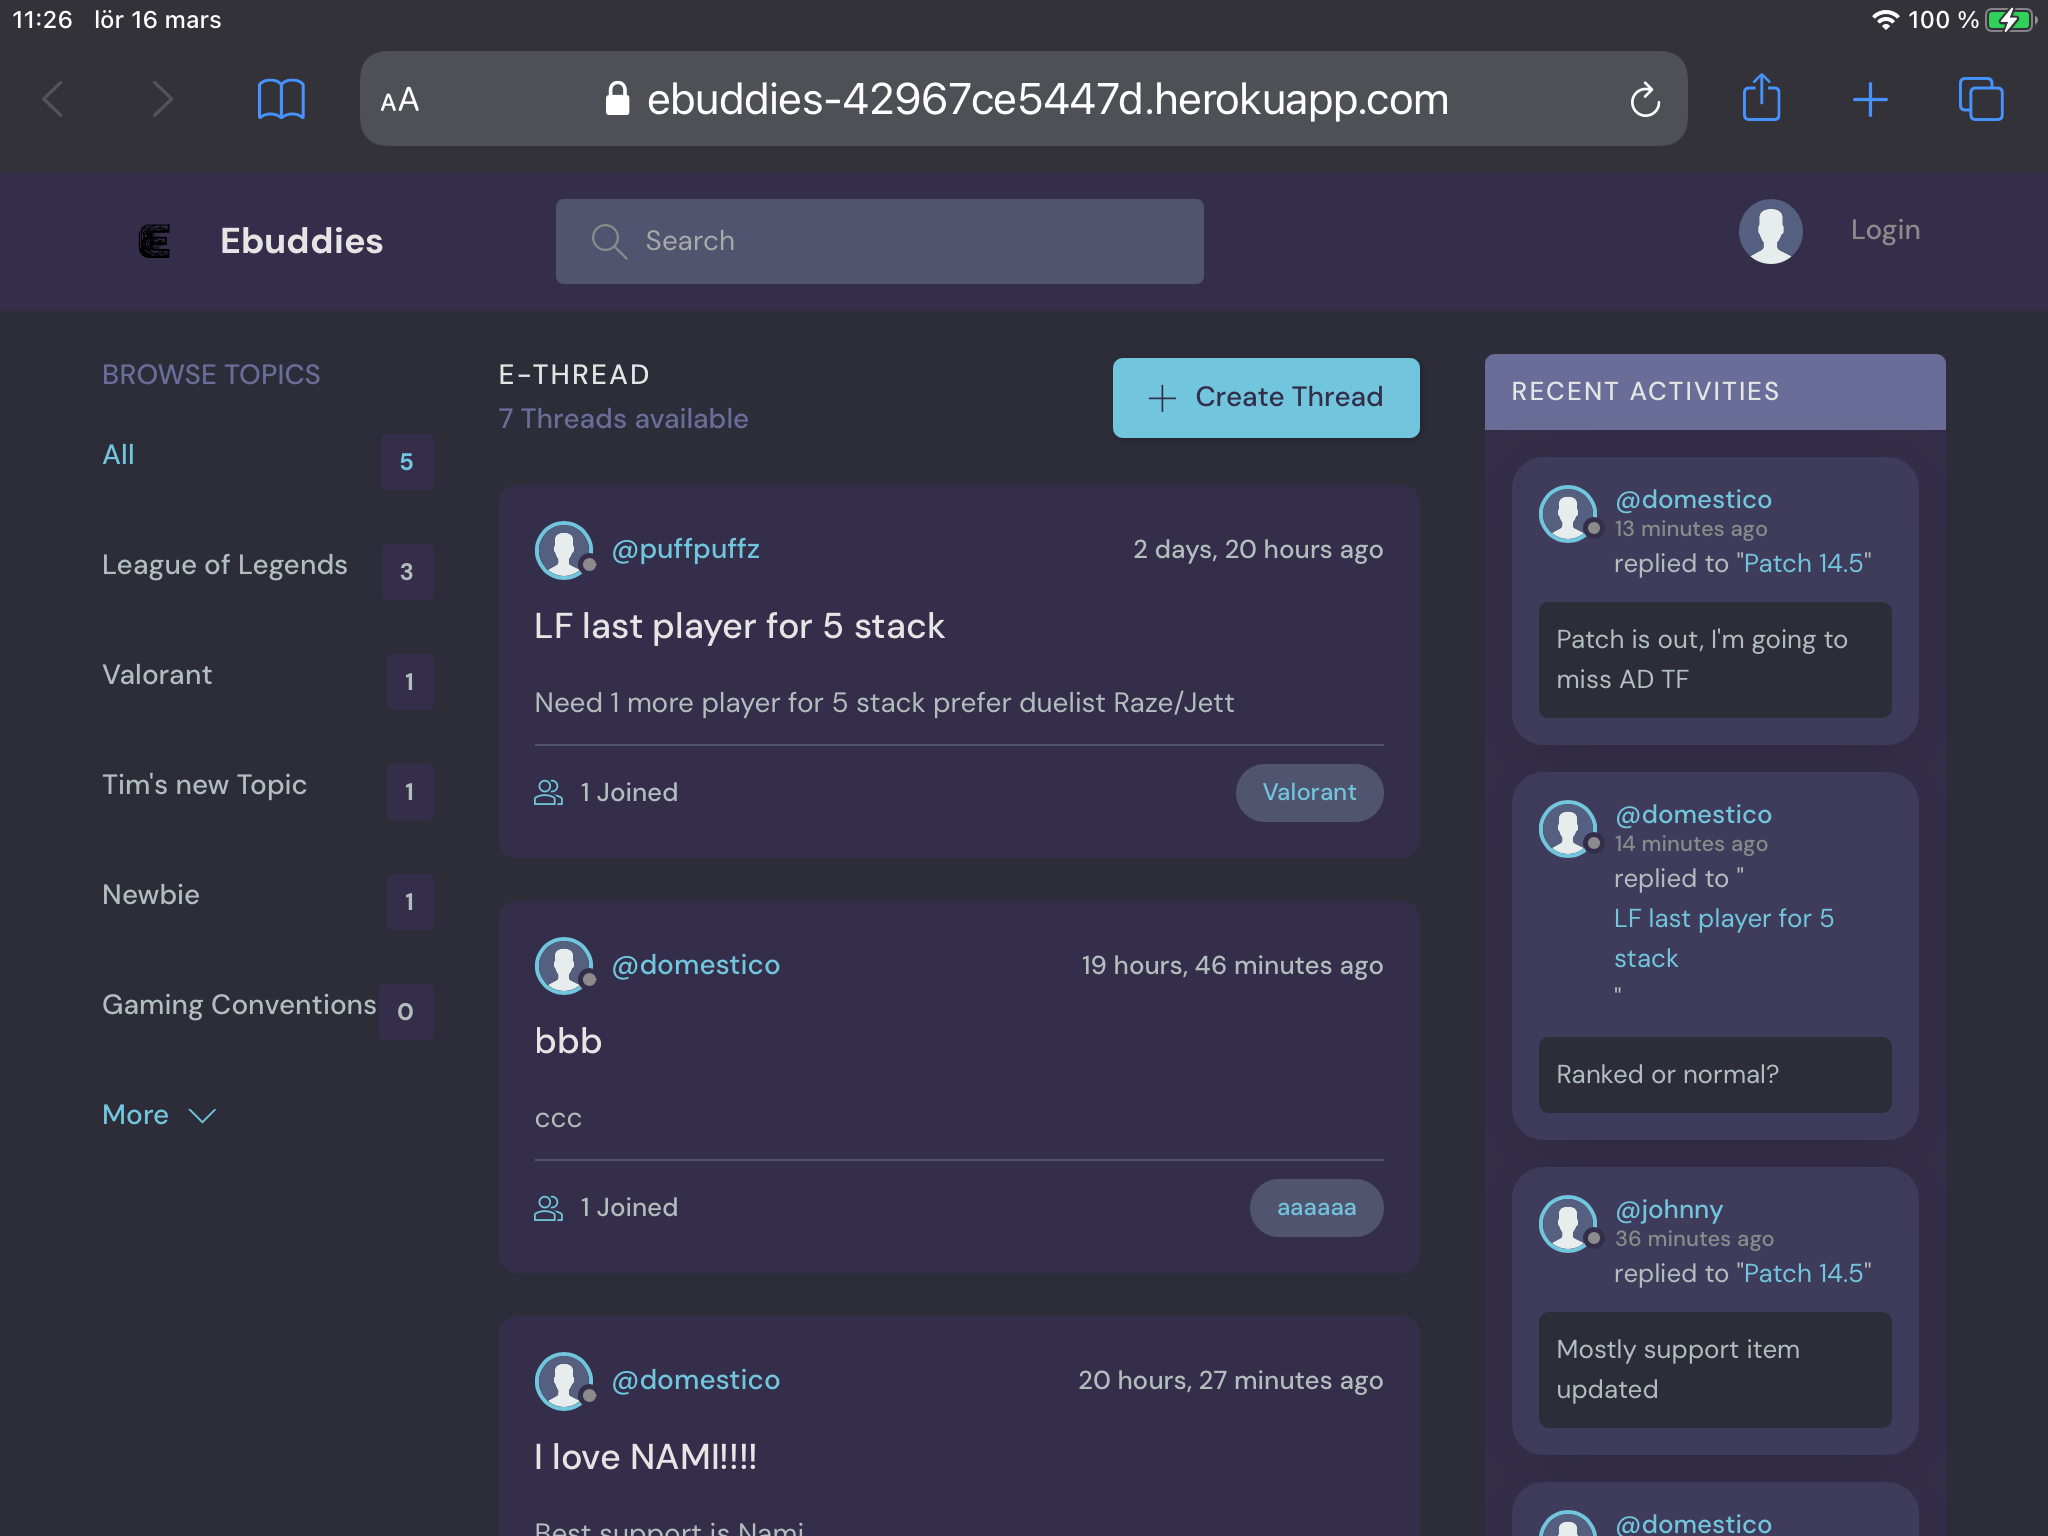 11:26 lör 16 mars
100 %
AA
ebuddies-42967ce5447d.herokuapp.com
E
Ebuddies
Search
Login
BROWSE TOPICS
All
5
League of Legends
3
Valorant
1
Tim's new Topic
1
Newbie
1
Gaming Conventions
0
More
E-THREAD
7 Threads available
Create Thread
@puffpuffz
2 days, 20 hours ago
LF last player for 5 stack
Need 1 more player for 5 stack prefer duelist Raze/Jett
1 Joined
Valorant
@domestico
19 hours, 46 minutes ago
bbb
ccc
1 Joined
aaaaaa
@domestico
20 hours, 27 minutes ago
I love NAMI!!!!
Best support is Nami
RECENT ACTIVITIES
@domestico
13 minutes ago
replied to "Patch 14.5"
Patch is out, I'm going to
miss AD TF
@domestico
14 minutes ago
replied to "
LF last player for 5
stack
"
Ranked or normal?
@johnny
36 minutes ago
replied to "Patch 14.5"
Mostly support item
updated
@domestico